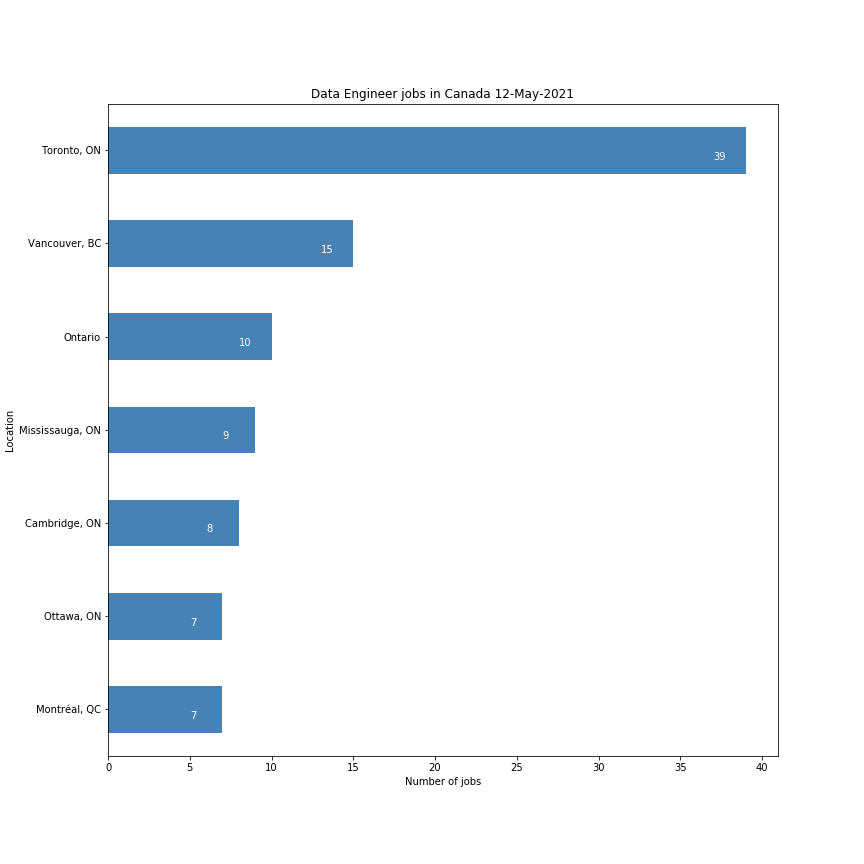 Data Engineer jobs in Canada 12-May-2021
Toronto, ON
39
Vancouver, BC
15
Ontario
10
Location
Mississauga, ON
9
Cambridge, ON
8
Ottawa, ON
7
Montréal, QC
7
0 5 10 15 20 25 30 35 40
Number of jobs